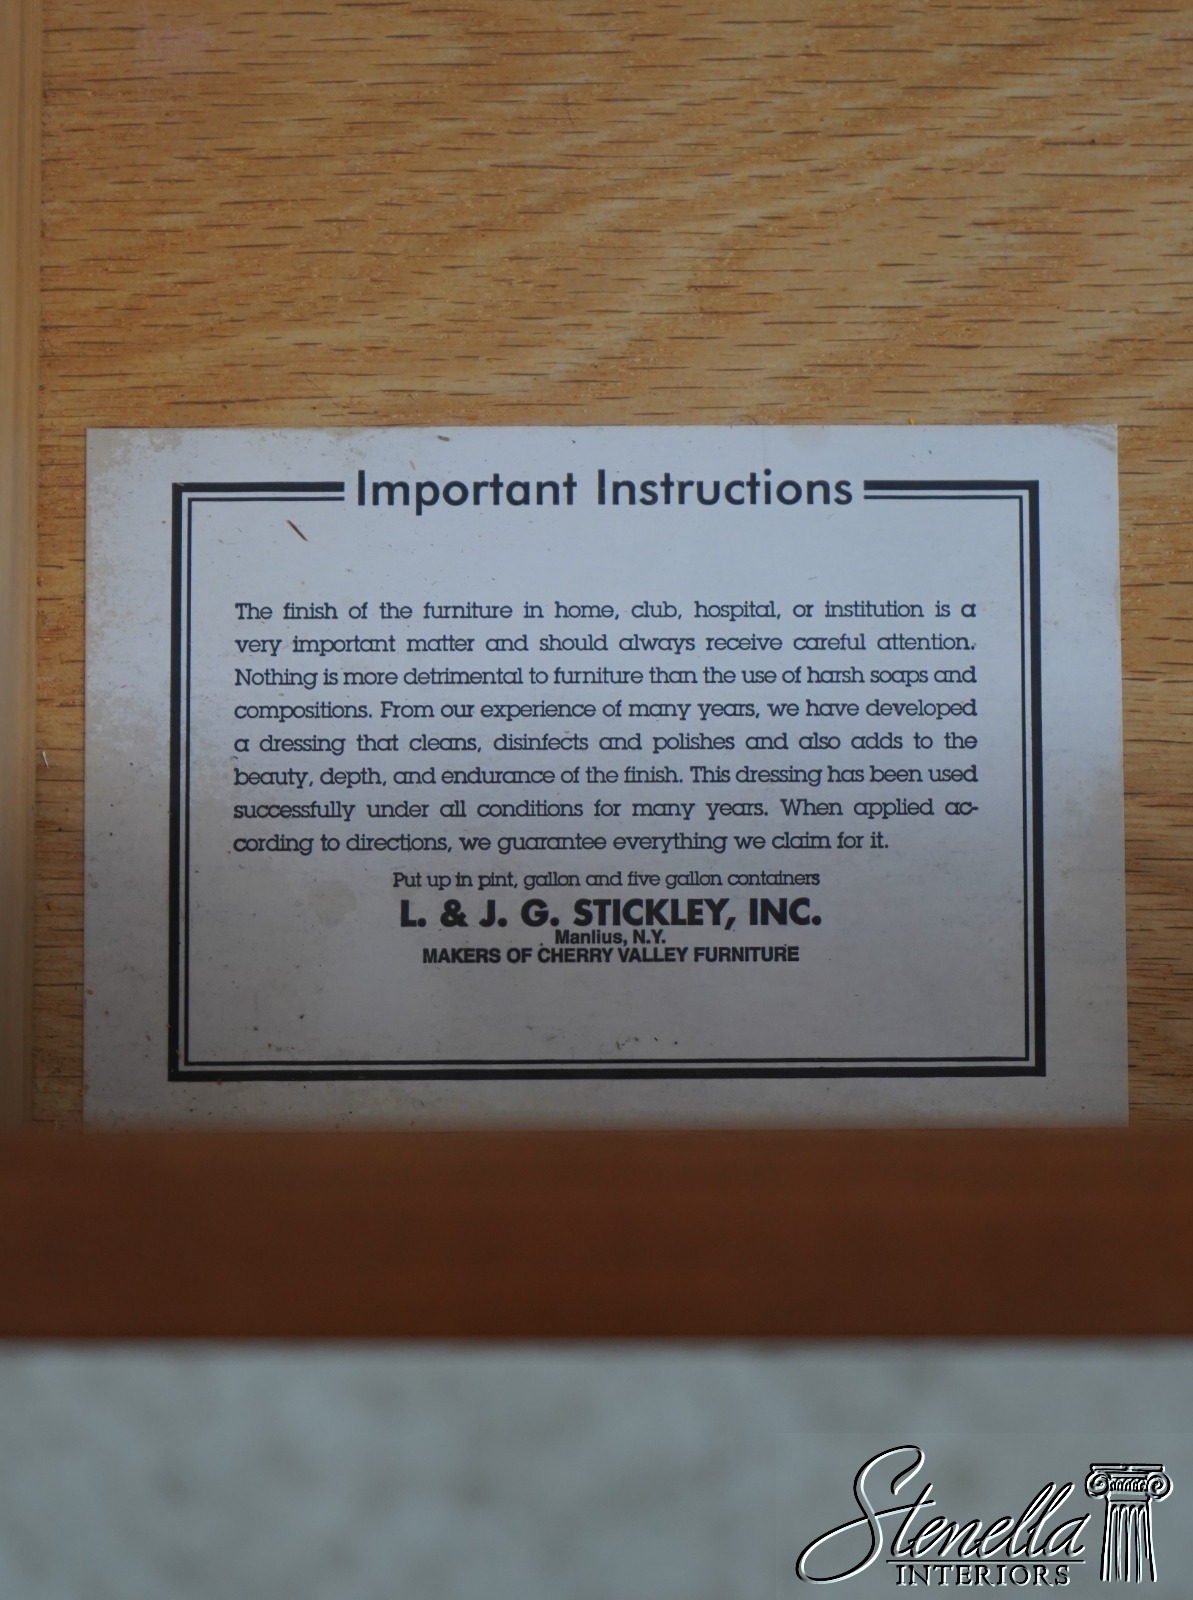 Important Instructions
The finish of the furniture in home, club, hospital, or institution is a
very important matter and should always receive careful attention.
Nothing is more detrimental to furniture than the use of harsh soaps and
compositions. From our experience of many years, we have developed
a dressing that cleans, disinfects and polishes and also adds to the
beauty, depth, and endurance of the finish. This dressing has been used
successfully under all conditions for many years. When applied ac-
cording to directions, we guarantee everything we claim for it.
Put up in pint, gallon and five gallon containers
L. & J. G. STICKLEY, INC.
Manlius, N.Y.
MAKERS OF CHERRY VALLEY FURNITURE
Stenella
INTERIORS